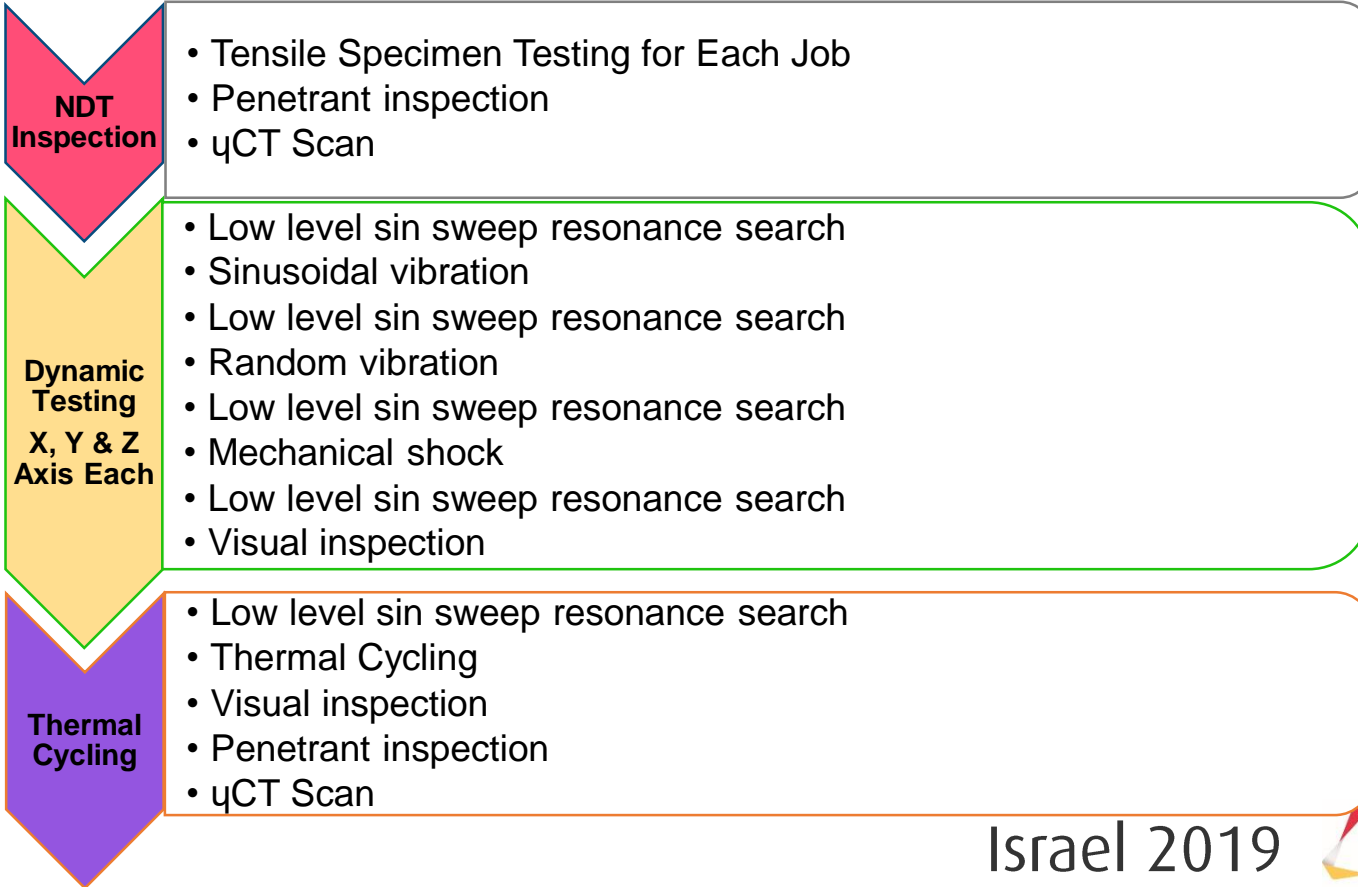 NDT
Inspection
• Tensile Specimen Testing for Each Job
• Penetrant inspection
• ɥCT Scan
Dynamic
Testing
X, Y & Z
Axis Each
• Low level sin sweep resonance search
• Sinusoidal vibration
• Low level sin sweep resonance search
• Random vibration
• Low level sin sweep resonance search
• Mechanical shock
• Low level sin sweep resonance search
• Visual inspection
Thermal
Cycling
• Low level sin sweep resonance search
• Thermal Cycling
• Visual inspection
• Penetrant inspection
• ɥCT Scan
Israel 2019